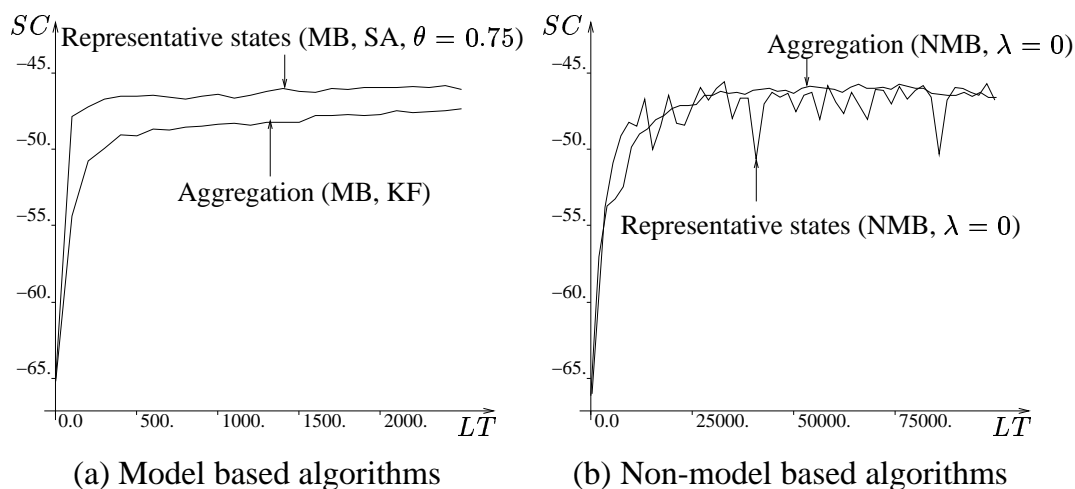 SC
Representative states (MB, SA, θ = 0.75)
−45.
−50.
Aggregation (MB, KF)
−55.
−60.
−65.
0.0 500. 1000. 1500. 2000.
LT
(a) Model based algorithms
SC
Aggregation (NMB, λ = 0)
−45.
−50.
−55.
Representative states (NMB, λ = 0)
−60.
−65.
0.0 25000. 50000. 75000.
LT
(b) Non-model based algorithms